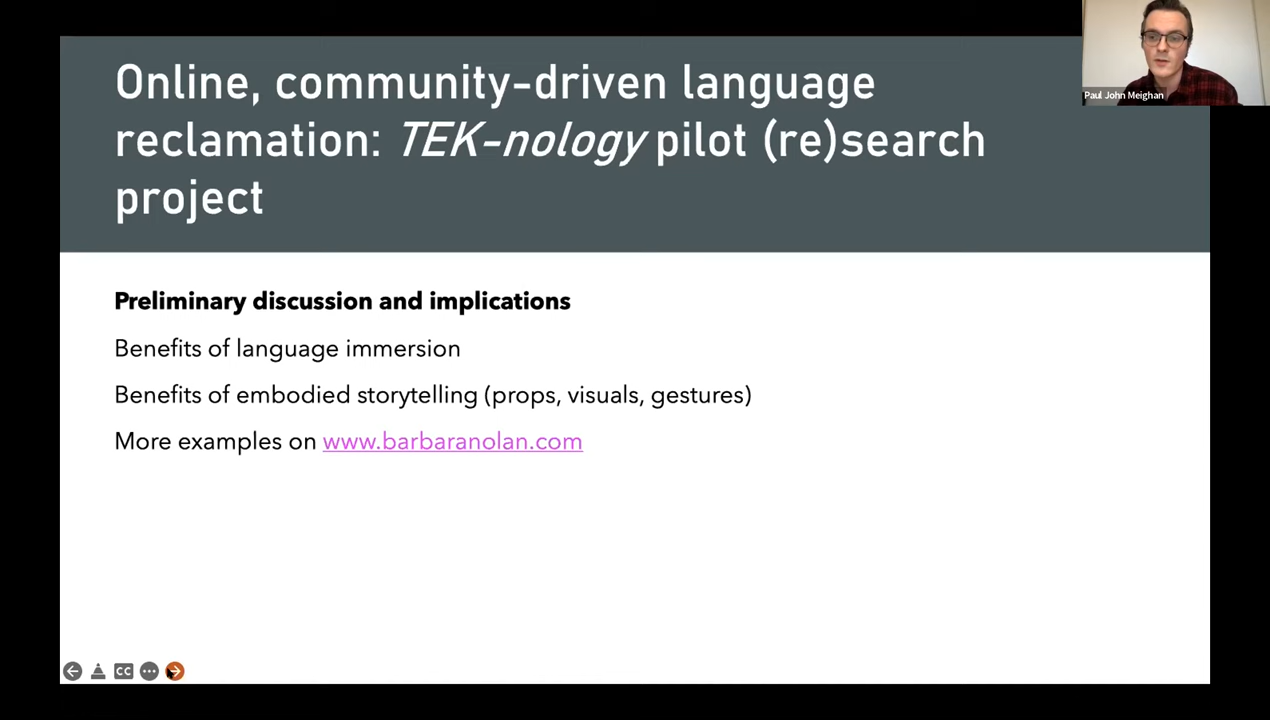 Online, community-driven language
reclamation: TEK-nology pilot (re)search
project
Paul John Meighan
Preliminary discussion and implications
Benefits of language immersion
Benefits of embodied storytelling (props, visuals, gestures)
More examples on www.barbaranolan.com
CC